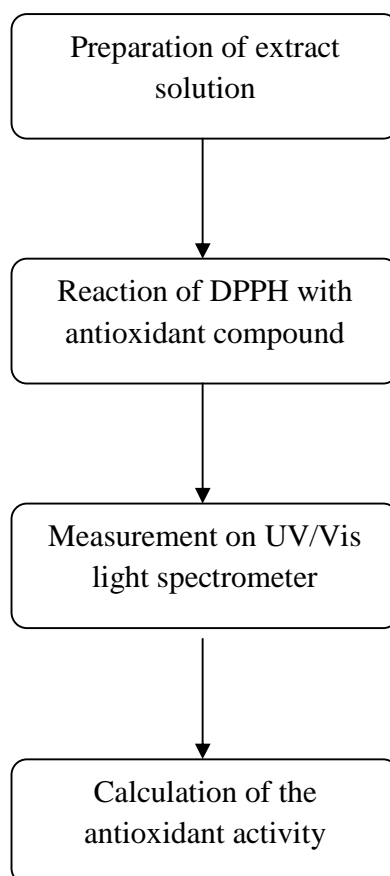 Preparation of extract
solution
Reaction of DPPH with
antioxidant compound
Measurement on UV/Vis
light spectrometer
Calculation of the
antioxidant activity